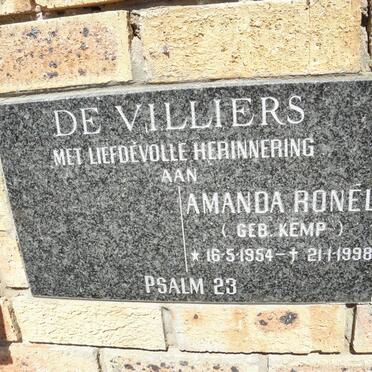 DE VILLIERS
MET LIEFDEVOLLE HERINNERING
AAN
AMANDA RONÉL
( GEB. KEMP )
* 16-5-1954 - † 21-1-1998
PSALM 23